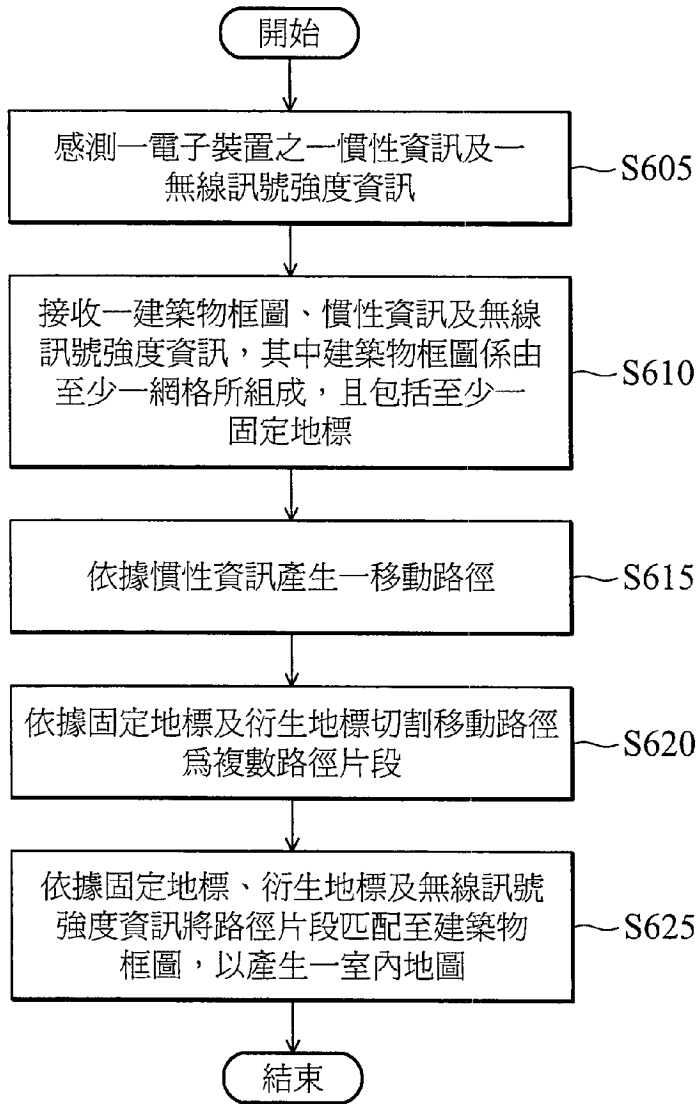 開始
感測一電子裝置之一慣性資訊及一
無線訊號強度資訊
S605
接收一建築物框圖、慣性資訊及無線
訊號強度資訊,其中建築物框圖係由
至少一網格所組成,且包括至少一
固定地標
S610
依據慣性資訊產生一移動路徑
S615
依據固定地標及衍生地標切割移動路徑
為複數路徑片段
S620
依據固定地標、衍生地標及無線訊號
強度資訊將路徑片段匹配至建築物
框圖,以產生一室內地圖
S625
結束